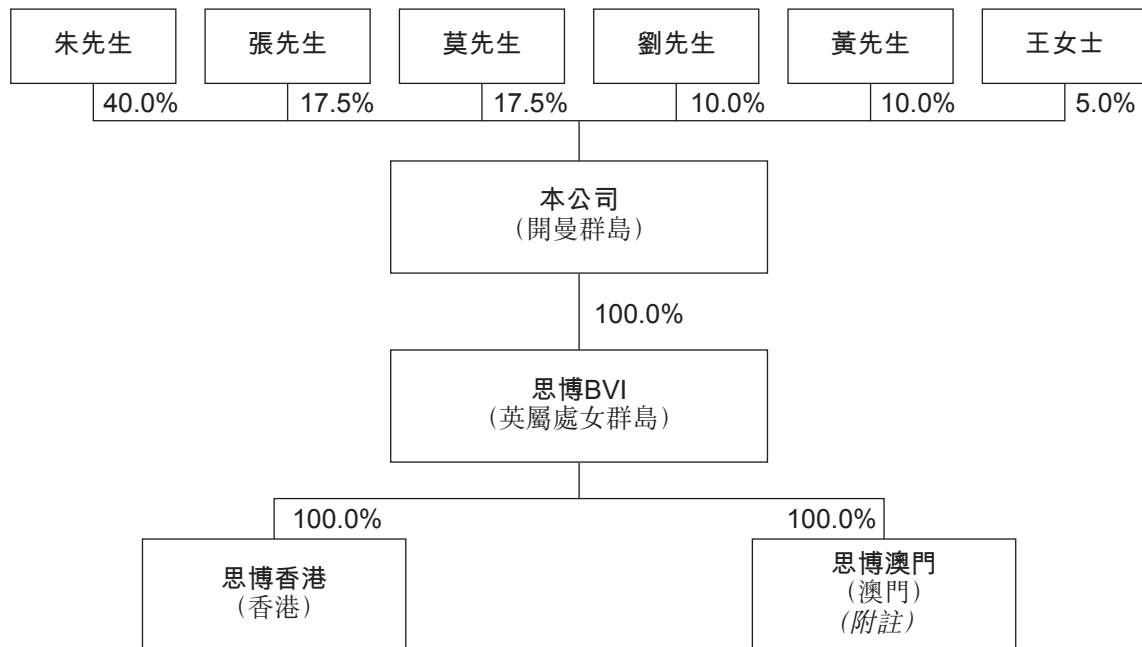 朱先生
張先生
莫先生
劉先生
黃先生
王女士
40.0%
17.5%
17.5%
10.0%
10.0%
5.0%
本公司
（開曼群島）
100.0%
思博BVI
（英屬處女群島）
100.0%
100.0%
思博香港
（香港）
思博澳門
（澳門）
（附註）